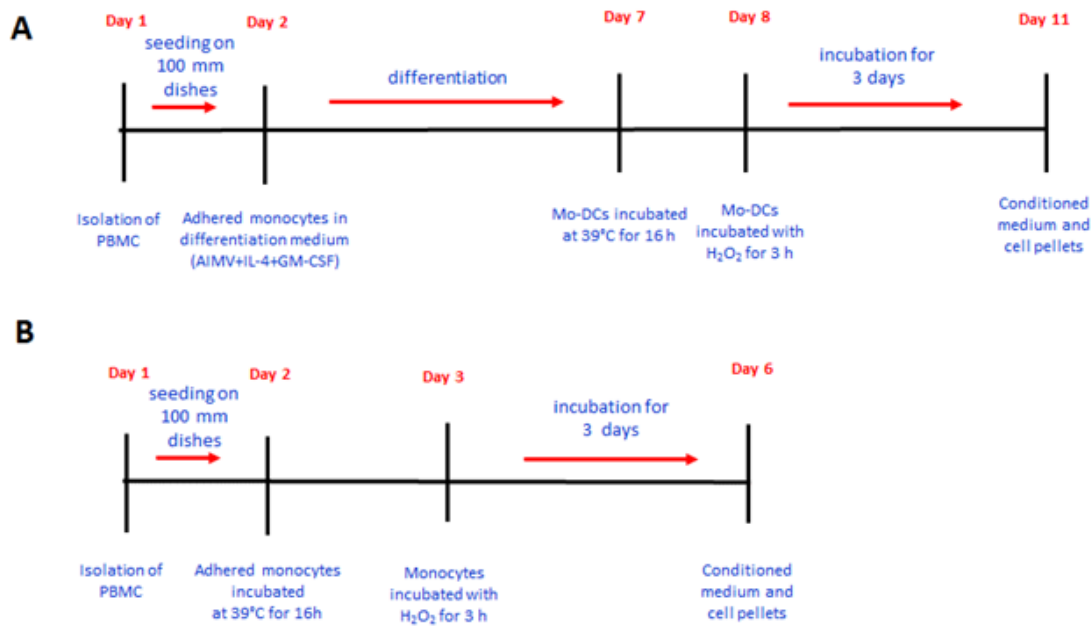 A
Day 1
Day 2
Day 7
Day 8
Day 11
seeding on
100 mm
dishes
differentiation
incubation for
3 days
Isolation of
PBMC
Adhered monocytes in
differentiation medium
(AIMV+IL-4+GM-CSF)
Mo-DCs incubated
at 39°C for 16 h
Mo-DCs
incubated with
H₂O₂ for 3 h
Conditioned
medium and
cell pellets
B
Day 1
Day 2
Day 3
Day 6
seeding on
100 mm
dishes
incubation for
3 days
Isolation of
PBMC
Adhered monocytes
incubated
at 39°C for 16h
Monocytes
incubated with
H₂O₂ for 3 h
Conditioned
medium and
cell pellets